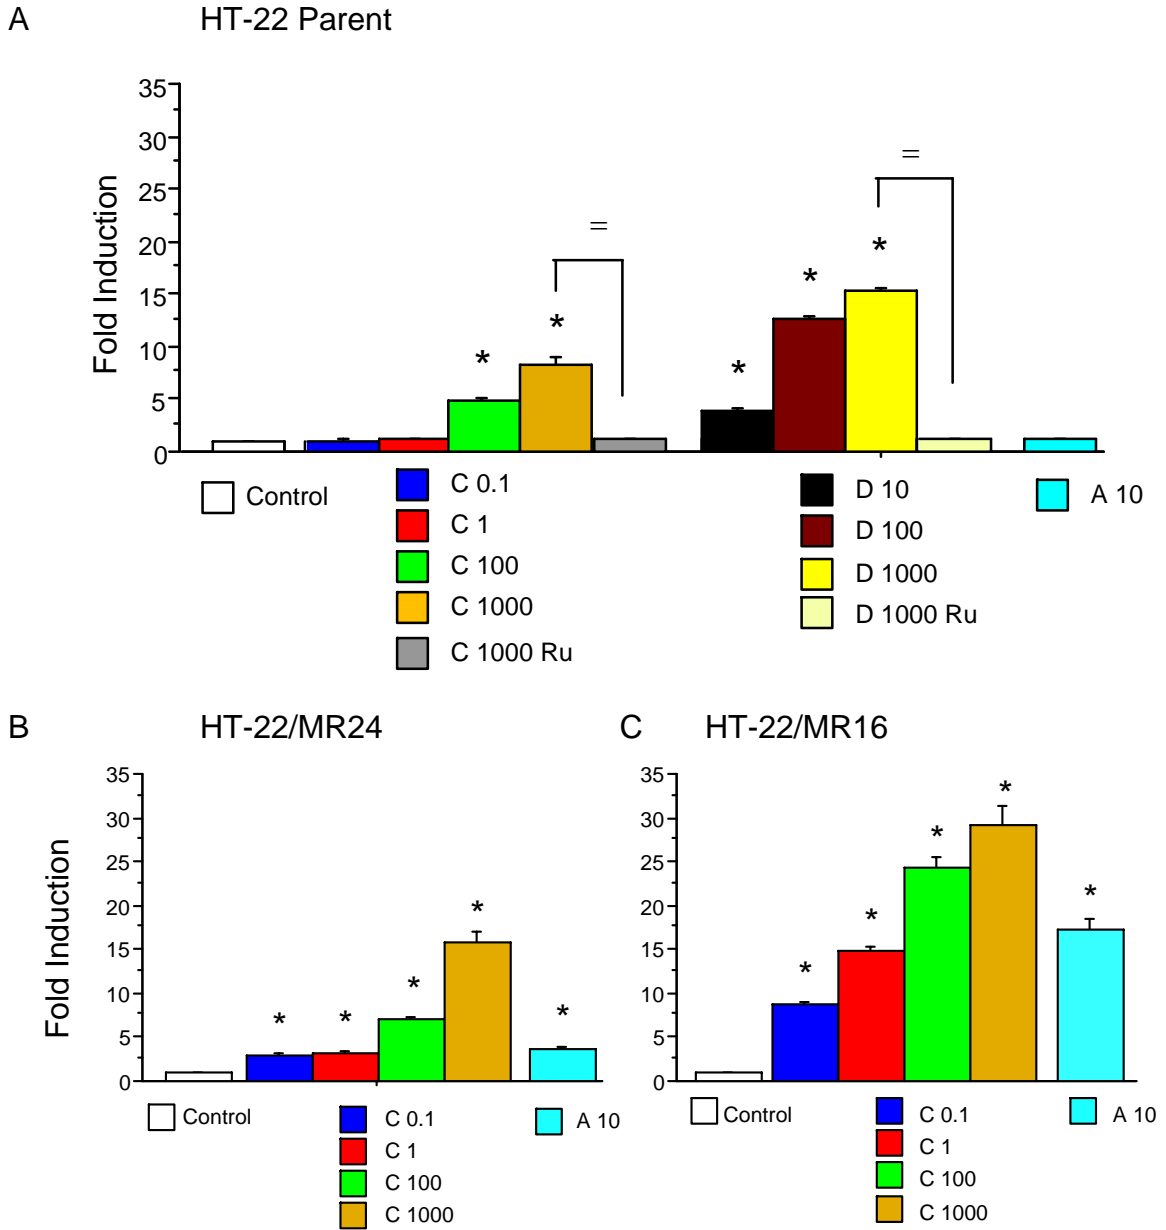 A
HT-22 Parent
Fold Induction
35
30
25
20
15
10
5
0
=
=
*
*
*
*
*
Control
C 0.1
C 1
C 100
C 1000
C 1000 Ru
D 10
D 100
D 1000
D 1000 Ru
A 10
B
HT-22/MR24
Fold Induction
35
30
25
20
15
10
5
0
*
*
*
*
*
Control
C 0.1
C 1
C 100
C 1000
A 10
C
HT-22/MR16
35
30
25
20
15
10
5
0
*
*
*
*
*
Control
C 0.1
C 1
C 100
C 1000
A 10